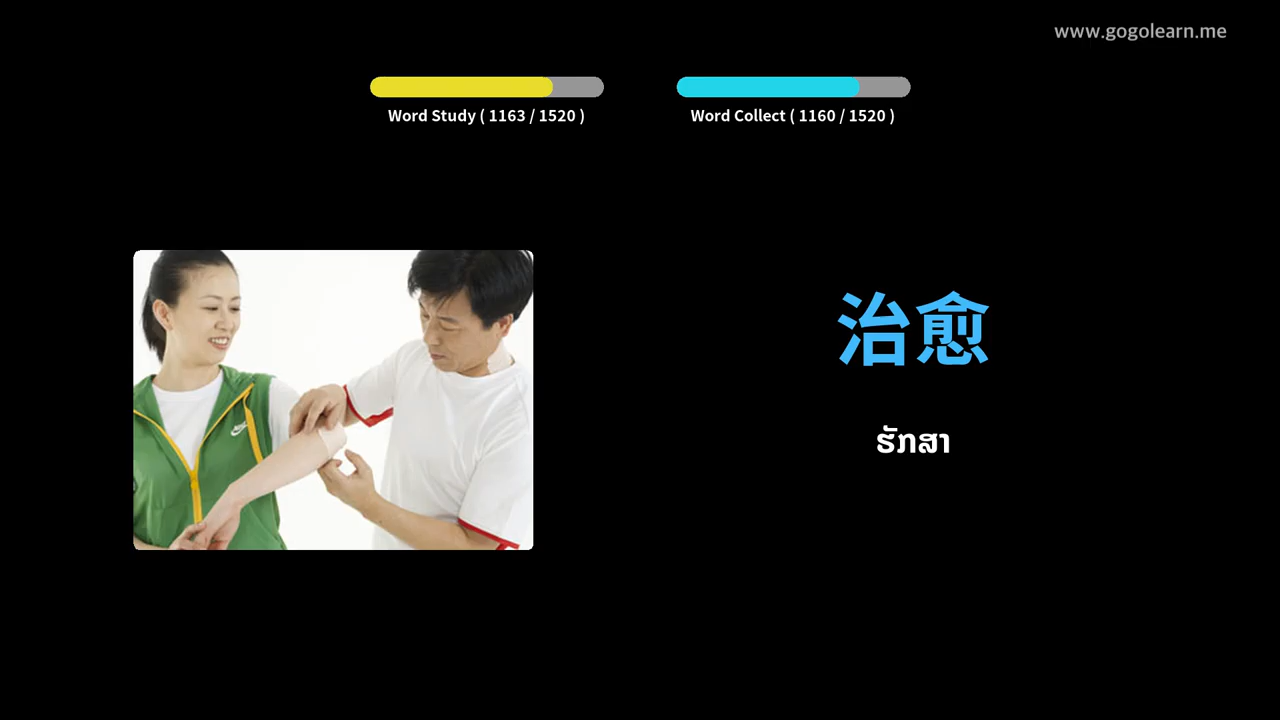 www.gogolearn.me
Word Study ( 1163 / 1520 )
Word Collect ( 1160 / 1520 )
治愈
ຮັກສາ